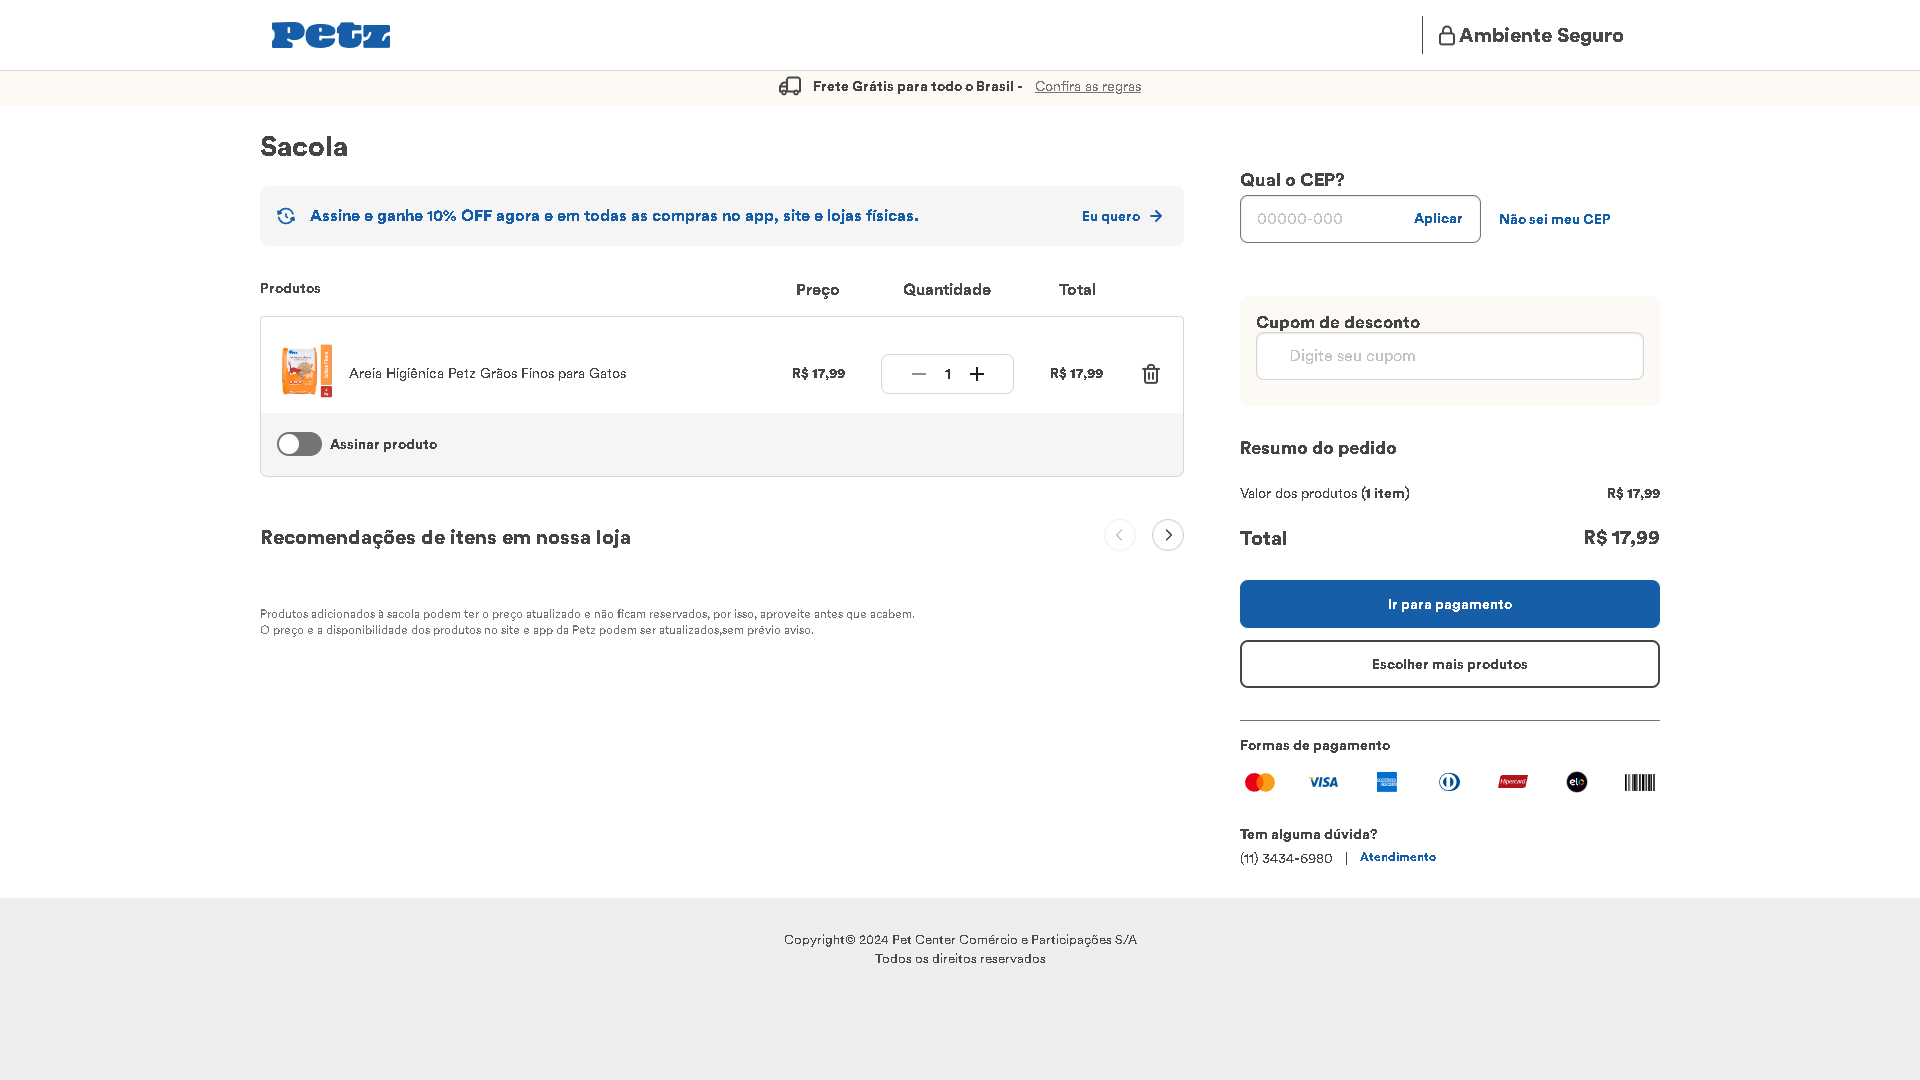 Petz
Ambiente Seguro
Frete Grátis para todo o Brasil - Confira as regras
Sacola
Assine e ganhe 10% OFF agora e em todas as compras no app, site e lojas físicas.
Eu quero
Produtos
Preço
Quantidade
Total
Areia Higiênica Petz Grãos Finos para Gatos
R$ 17,99
1
R$ 17,99
Assinar produto
Recomendações de itens em nossa loja
Produtos adicionados à sacola podem ter o preço atualizado e não ficam reservados, por isso, aproveite antes que acabem.
O preço e a disponibilidade dos produtos no site e app da Petz podem ser atualizados,sem prévio aviso.
Qual o CEP?
00000-000
Aplicar
Não sei meu CEP
Cupom de desconto
Digite seu cupom
Resumo do pedido
Valor dos produtos (1 item)
R$ 17,99
Total
R$ 17,99
Ir para pagamento
Escolher mais produtos
Formas de pagamento
VISA
Hipercard
elo
Tem alguma dúvida?
(11) 3434-6980 | Atendimento
Copyright© 2024 Pet Center Comércio e Participações S/A
Todos os direitos reservados